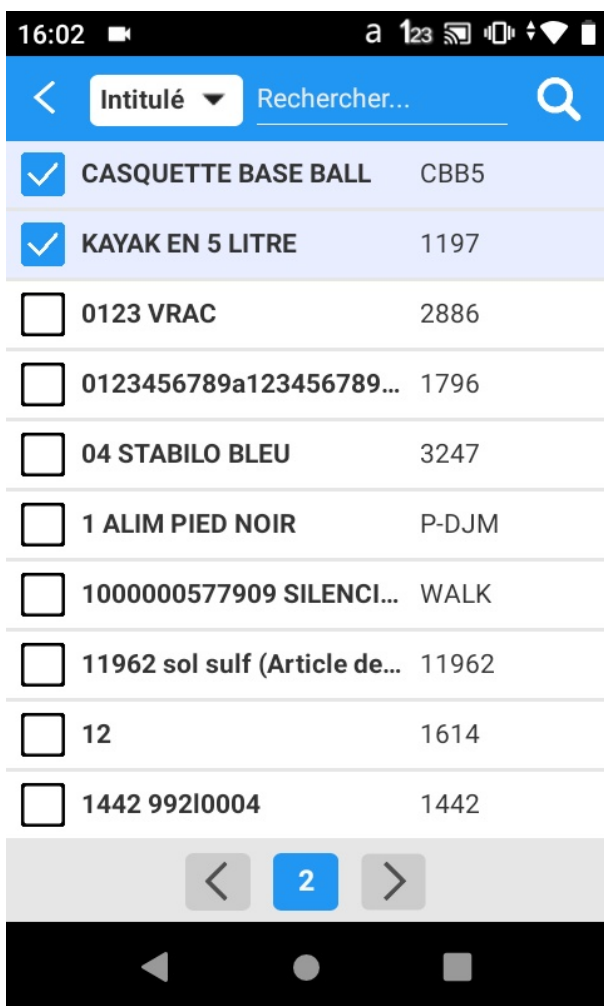 16:02 a 123
Intitulé Rechercher...
CASQUETTE BASE BALL CBB5
KAYAK EN 5 LITRE 1197
0123 VRAC 2886
0123456789a123456789... 1796
04 STABILO BLEU 3247
1 ALIM PIED NOIR P-DJM
1000000577909 SILENCI... WALK
11962 sol sulf (Article de... 11962
12 1614
1442 992l0004 1442
2